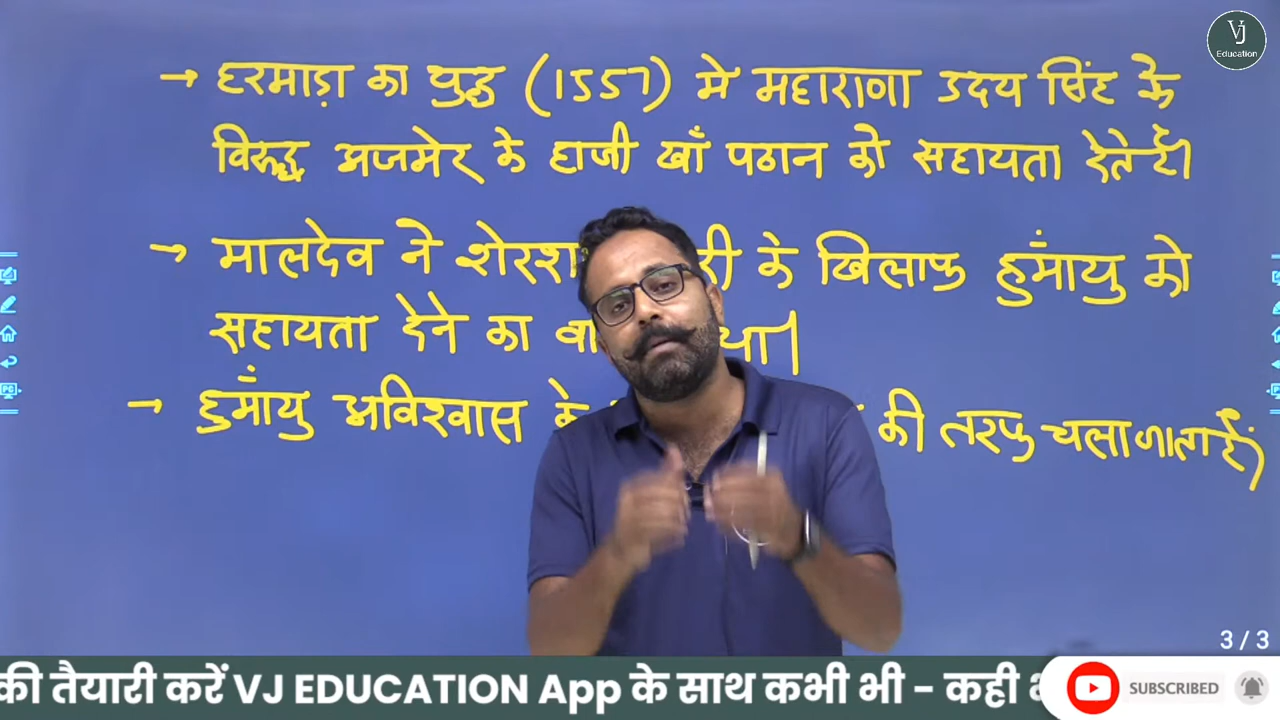 Vj
Education
→ हरमाड़ा का युद्ध (1557) में महाराणा उदय सिंह के
विरुद्ध अजमेर के हाजी खाँ पठान को सहायता देते हैं।
→ मालदेव ने शेरशा के खिलाफ हुमाँयु को
सहायता देने का
→ हुमाँयु अविश्वास के की तरफ चला जाता है।
3 / 3
की तैयारी करें VJ EDUCATION App के साथ कभी भी - कही
SUBSCRIBED